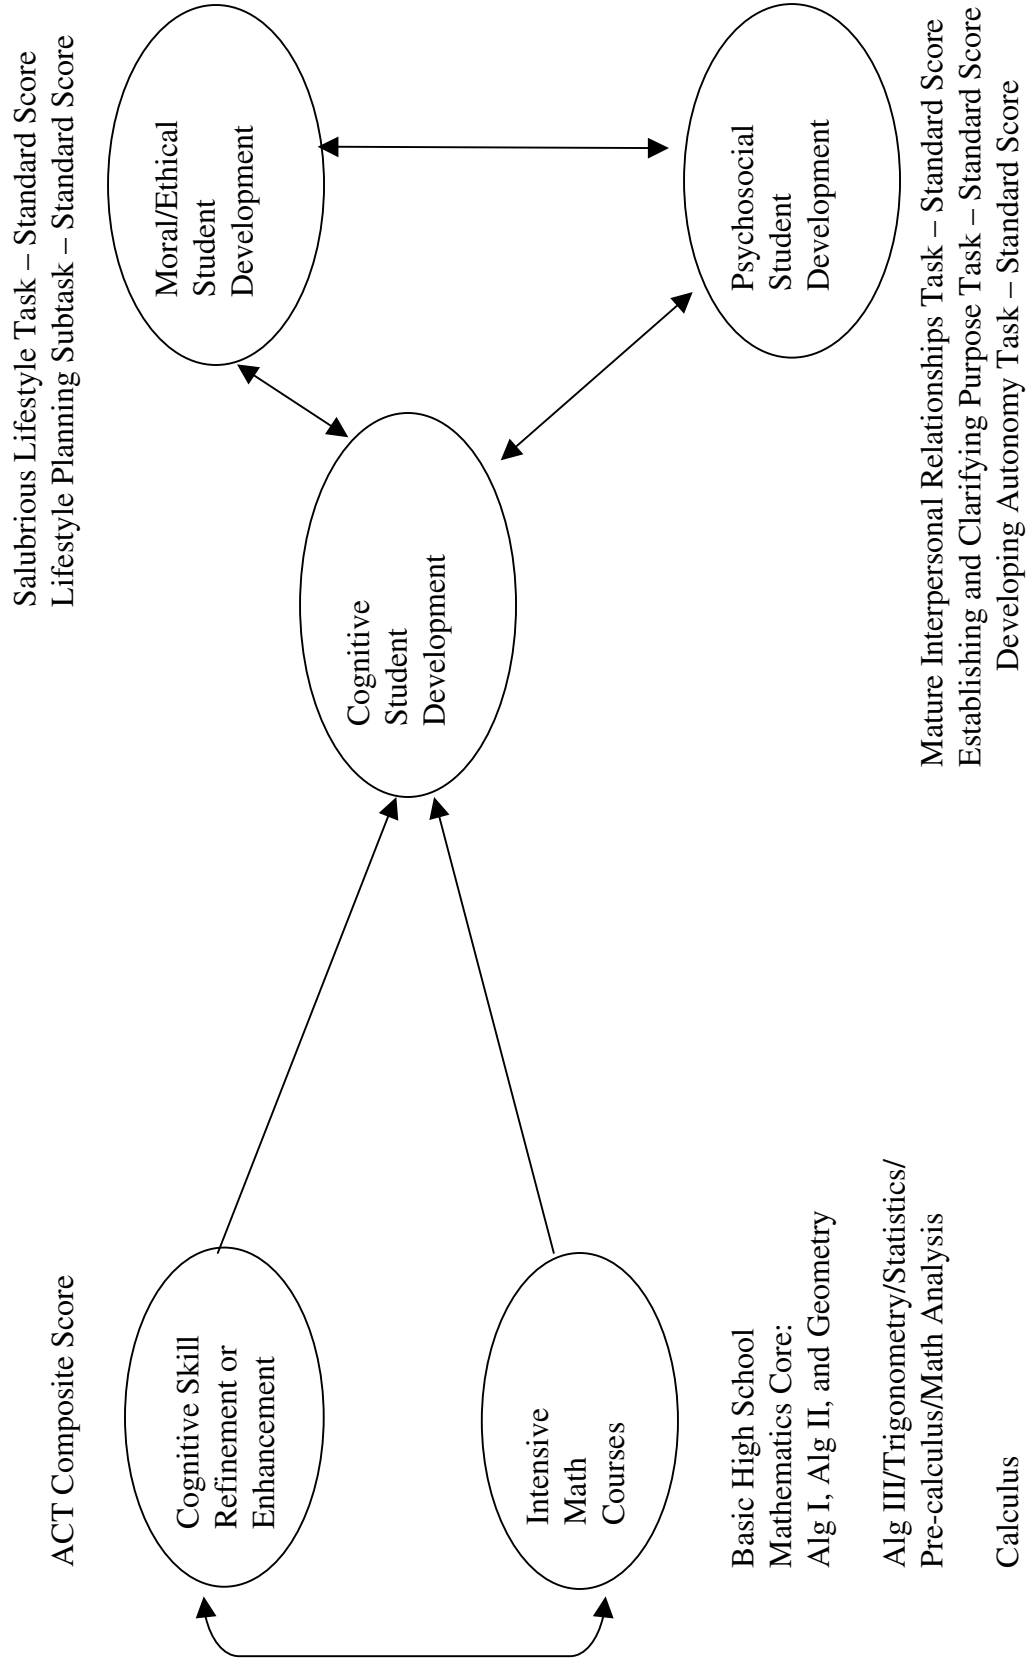 ACT Composite Score
Cognitive Skill
Refinement or
Enhancement
Intensive
Math
Courses
Basic High School
Mathematics Core:
Alg I, Alg II, and Geometry
Alg III/Trigonometry/Statistics/
Pre-calculus/Math Analysis
Calculus
Cognitive
Student
Development
Salubrious Lifestyle Task – Standard Score
Lifestyle Planning Subtask – Standard Score
Moral/Ethical
Student
Development
Psychosocial
Student
Development
Mature Interpersonal Relationships Task – Standard Score
Establishing and Clarifying Purpose Task – Standard Score
Developing Autonomy Task – Standard Score